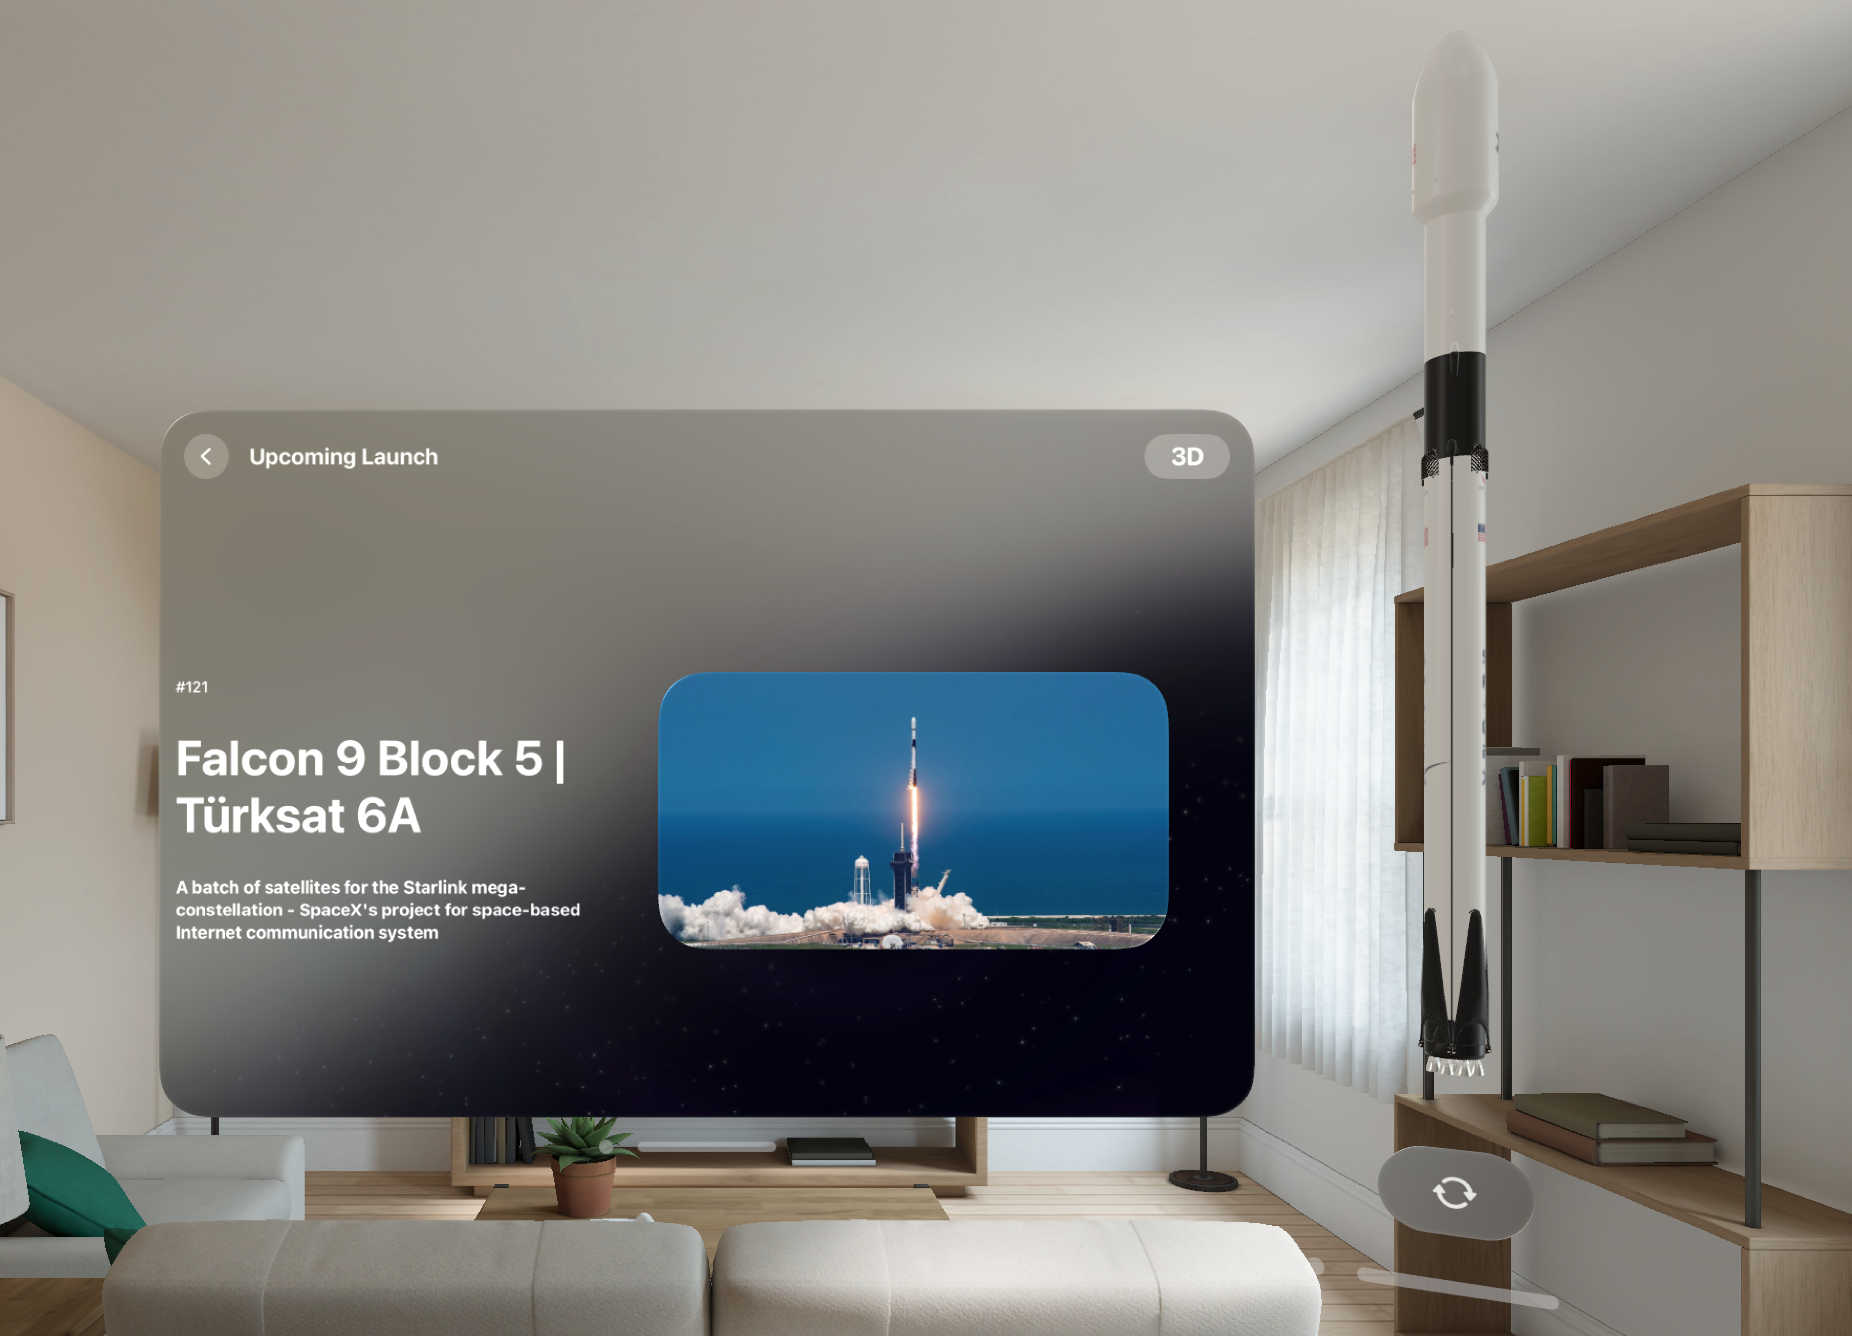 Upcoming Launch
3D
#121
Falcon 9 Block 5 |
Türksat 6A
A batch of satellites for the Starlink mega-
constellation - SpaceX's project for space-based
Internet communication system